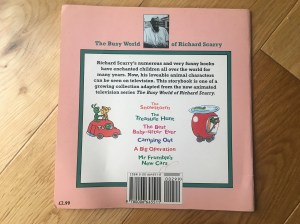 The Busy World of Richard Scarry
Richard Scarry's numerous and very funny books
have enchanted children all over the world for
many years. Now, his loveable animal characters
can be seen on television. This storybook is one of a
growing collection adapted from the now animated
television series The Busy World of Richard Scarry.
The
Snowstorm
The
Treasure Hunt
The Best
Baby-Sitter Ever
Camping Out
A Big Operation
Mr Frumble's
New Cars
£2.99